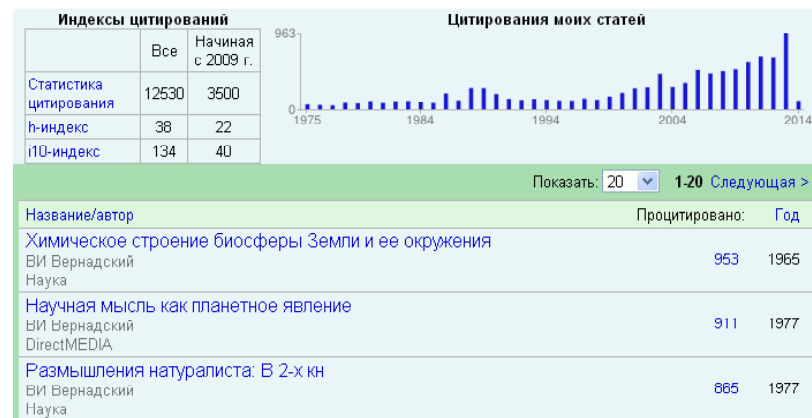 Индексы цитирований
Все
Начиная
с 2009 г.
Статистика
цитирования
12530
3500
h-индекс
38
22
i10-индекс
134
40
Цитирования моих статей
963
0
1975
1984
1994
2004
2014
Показать: 20
1-20 Следующая >
Название/автор
Процитировано:
Год
Химическое строение биосферы Земли и ее окружения
953
1965
ВИ Вернадский
Наука
Научная мысль как планетное явление
911
1977
ВИ Вернадский
DirectMEDIA
Размышления натуралиста: В 2-х кн
865
1977
ВИ Вернадский
Наука